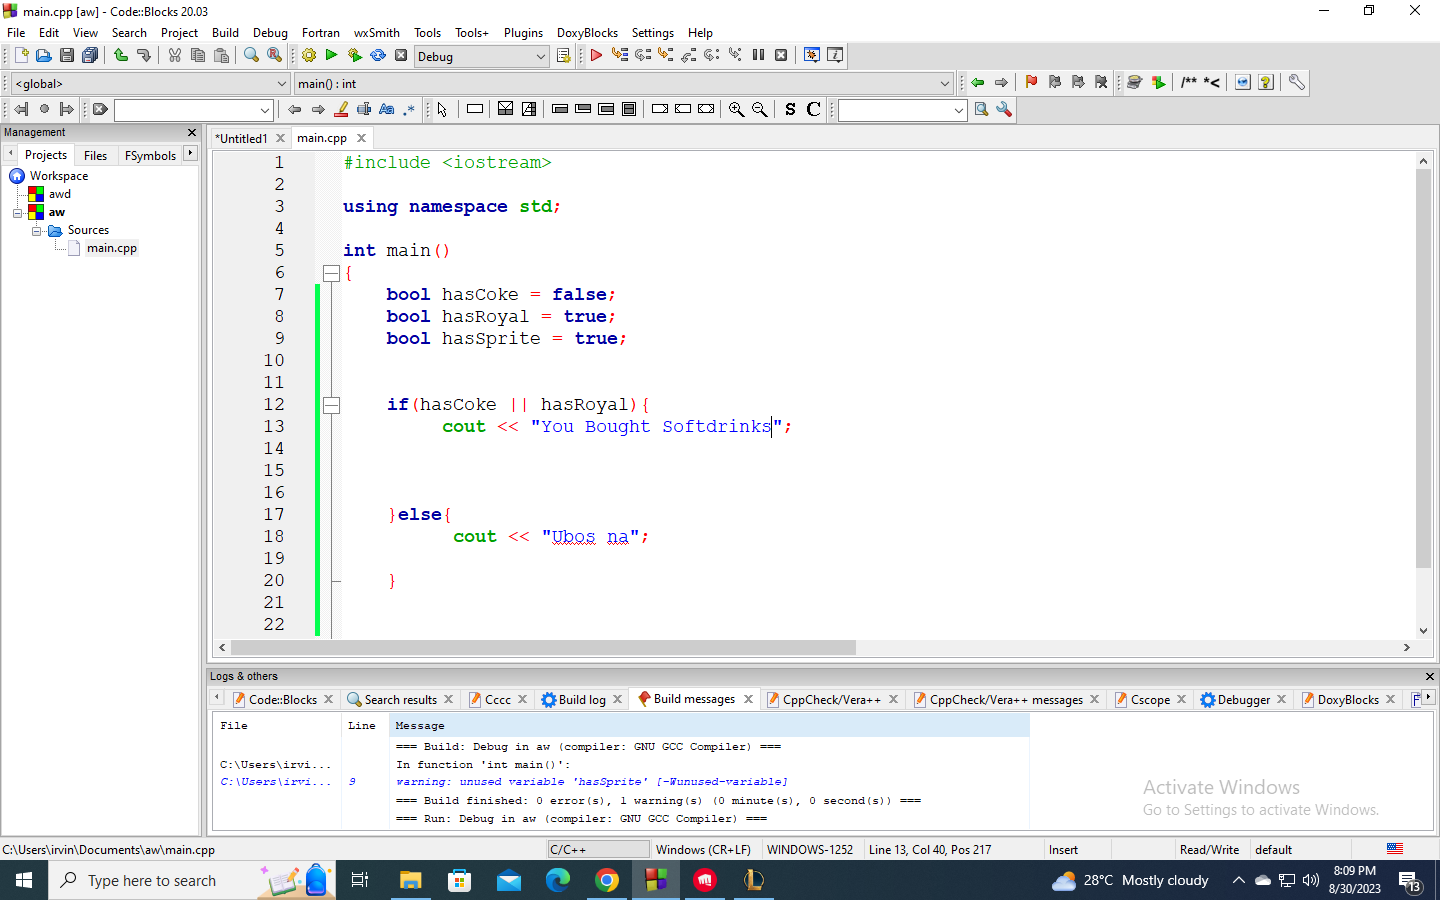 main.cpp [aw] - Code::Blocks 20.03
File Edit View Search Project Build Debug Fortran wxSmith Tools Tools+ Plugins DoxyBlocks Settings Help
Debug
<global> main() : int
/** *<
Aa .*
S C
Management
Projects Files FSymbols
Workspace
awd
aw
Sources
main.cpp
*Untitled1 main.cpp
1 #include <iostream>
2
3 using namespace std;
4
5 int main()
6 {
7 bool hasCoke = false;
8 bool hasRoyal = true;
9 bool hasSprite = true;
10
11
12 if(hasCoke || hasRoyal){
13 cout << "You Bought Softdrinks";
14
15
16
17 }else{
18 cout << "Ubos na";
19
20 }
21
22
Logs & others
Code::Blocks Search results Cccc Build log Build messages CppCheck/Vera++ CppCheck/Vera++ messages Cscope Debugger DoxyBlocks F
File Line Message
=== Build: Debug in aw (compiler: GNU GCC Compiler) ===
C:\Users\irvi... In function 'int main()':
C:\Users\irvi... 9 warning: unused variable 'hasSprite' [-Wunused-variable]
=== Build finished: 0 error(s), 1 warning(s) (0 minute(s), 0 second(s)) ===
=== Run: Debug in aw (compiler: GNU GCC Compiler) ===
Activate Windows
Go to Settings to activate Windows.
C:\Users\irvin\Documents\aw\main.cpp C/C++ Windows (CR+LF) WINDOWS-1252 Line 13, Col 40, Pos 217 Insert Read/Write default
Type here to search
28°C Mostly cloudy
8:09 PM
8/30/2023
13